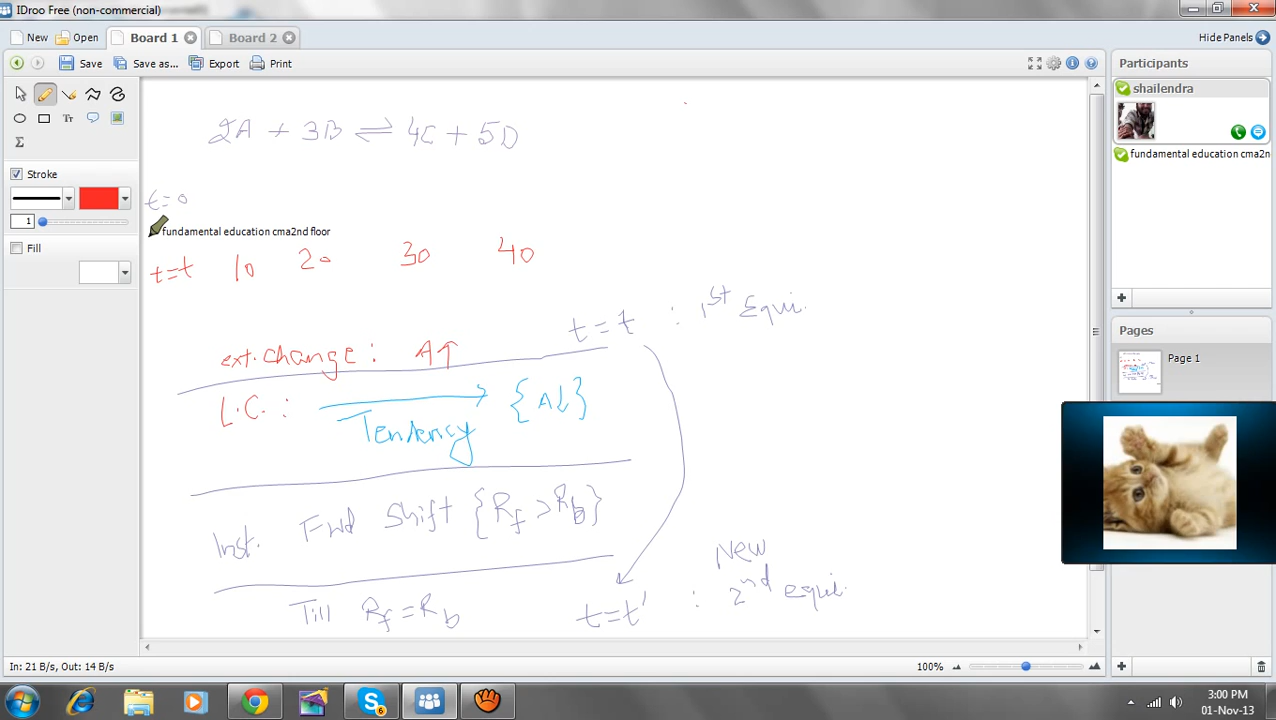 IDroo Free (non-commercial)
New Open Board 1 Board 2 Hide Panels
Save Save as... Export Print
Participants
shailendra
fundamental education cma2n
2A + 3B ⇌ 4C + 5D
Stroke
t=0
1
fundamental education cma2nd floor
Fill
t=t 10 20 30 40
t=t : 1st Equi.
ext. change : A↑
L.C. : → {A↓}
Tendency
Inst. Fwd Shift {Rf > Rb}
New
Till Rf = Rb t=t' : 2nd equi.
Pages
Page 1
In: 21 B/s, Out: 14 B/s
100%
3:00 PM
01-Nov-13